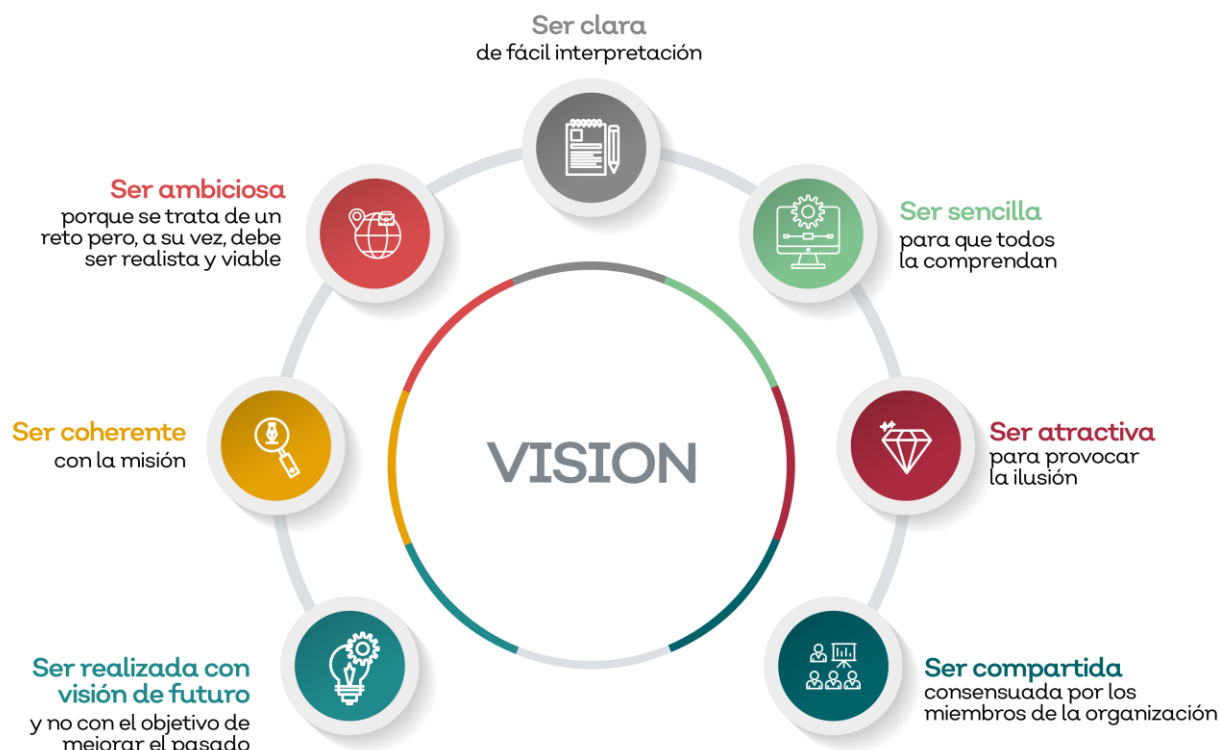 Ser clara
de fácil interpretación
Ser ambiciosa
porque se trata de un
reto pero, a su vez, debe
ser realista y viable
Ser sencilla
para que todos
la comprendan
Ser coherente
con la misión
VISION
Ser atractiva
para provocar
la ilusión
Ser realizada con
visión de futuro
y no con el objetivo de
mejorar el pasado
Ser compartida
consensuada por los
miembros de la organización